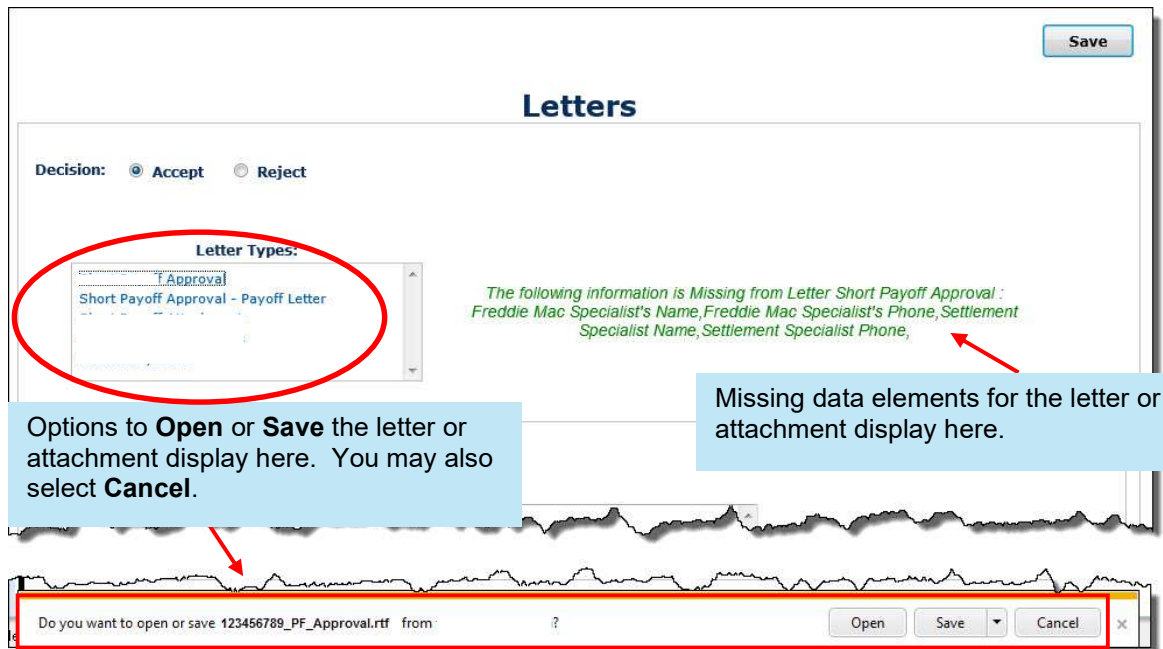 Save
Letters
Decision: Accept Reject
Letter Types:
f Approval
Short Payoff Approval - Payoff Letter
The following information is Missing from Letter Short Payoff Approval :
Freddie Mac Specialist's Name,Freddie Mac Specialist's Phone,Settlement
Specialist Name,Settlement Specialist Phone,
Missing data elements for the letter or
attachment display here.
Options to Open or Save the letter or
attachment display here. You may also
select Cancel.
Do you want to open or save 123456789_PF_Approval.rtf from ?
Open Save Cancel